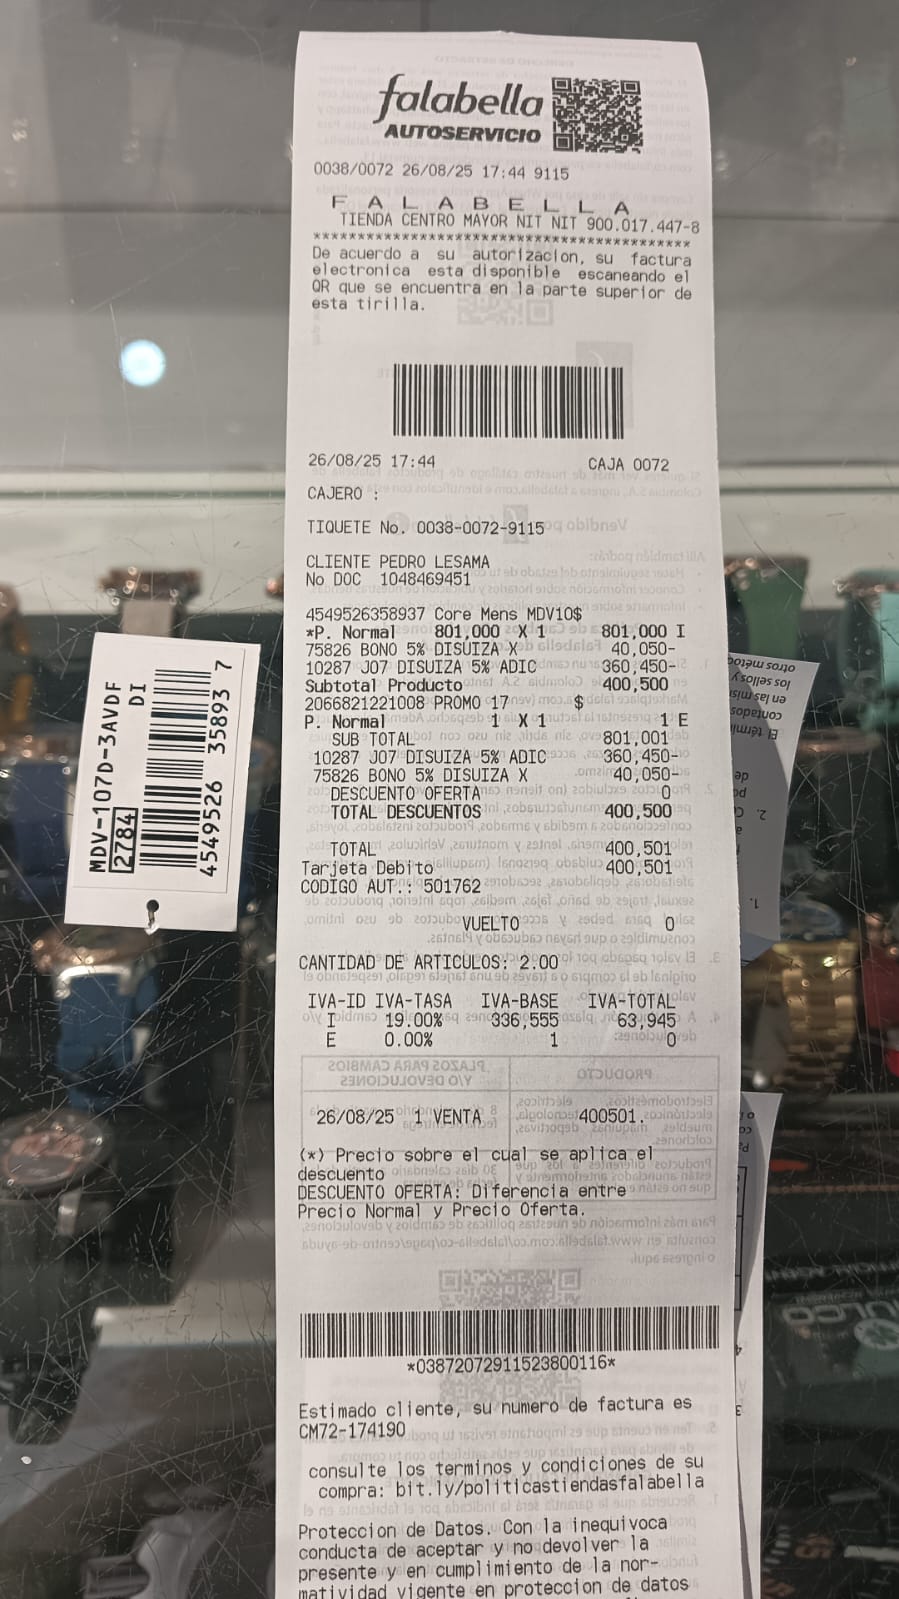 falabella
AUTOSERVICIO
0038/0072 26/08/25 17:44 9115
F A L A B E L L A
TIENDA CENTRO MAYOR NIT NIT 900.017.447-8
*******************************************
De acuerdo a su autorizacion, su factura
electronica esta disponible escaneando el
QR que se encuentra en la parte superior de
esta tirilla.
26/08/25 17:44 CAJA 0072
CAJERO :
TIQUETE No. 0038-0072-9115
CLIENTE PEDRO LESAMA
No DOC 1048469451
4549526358937 Core Mens MDV10$
*P. Normal 801,000 X 1 801,000 I
75826 BONO 5% DISUIZA X 40,050-
10287 J07 DISUIZA 5% ADIC 360,450-
Subtotal Producto 400,500
2066821221008 PROMO 17 $
P. Normal 1 X 1 1 E
SUB TOTAL 801,001
10287 J07 DISUIZA 5% ADIC 360,450-
75826 BONO 5% DISUIZA X 40,050-
DESCUENTO OFERTA 0
TOTAL DESCUENTOS 400,500
TOTAL 400,501
Tarjeta Debito 400,501
CODIGO AUT.: 501762
VUELTO 0
CANTIDAD DE ARTICULOS: 2.00
IVA-ID IVA-TASA IVA-BASE IVA-TOTAL
I 19.00% 336,555 63,945
E 0.00% 1 0
26/08/25 1 VENTA 400501.
(*) Precio sobre el cual se aplica el
descuento
DESCUENTO OFERTA: Diferencia entre
Precio Normal y Precio Oferta.
*03872072911523800116*
Estimado cliente, su numero de factura es
CM72-174190
consulte los terminos y condiciones de su
compra: bit.ly/politicastiendasfalabella
Proteccion de Datos. Con la inequivoca
conducta de aceptar y no devolver la
presente y en cumplimiento de la nor-
matividad vigente en proteccion de datos
MDV-107D-3AVDF
2784 DI
4549526 35893 7